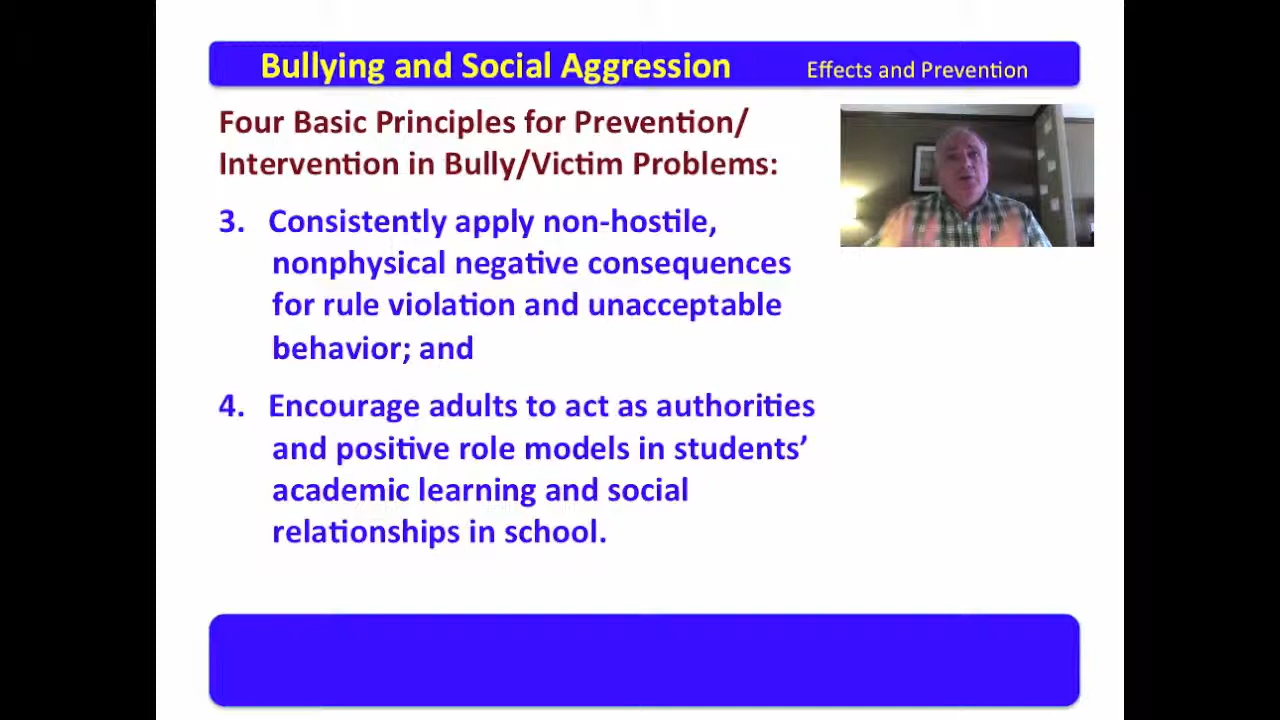 Bullying and Social Aggression Effects and Prevention
Four Basic Principles for Prevention/
Intervention in Bully/Victim Problems:
3. Consistently apply non-hostile,
nonphysical negative consequences
for rule violation and unacceptable
behavior; and
4. Encourage adults to act as authorities
and positive role models in students’
academic learning and social
relationships in school.